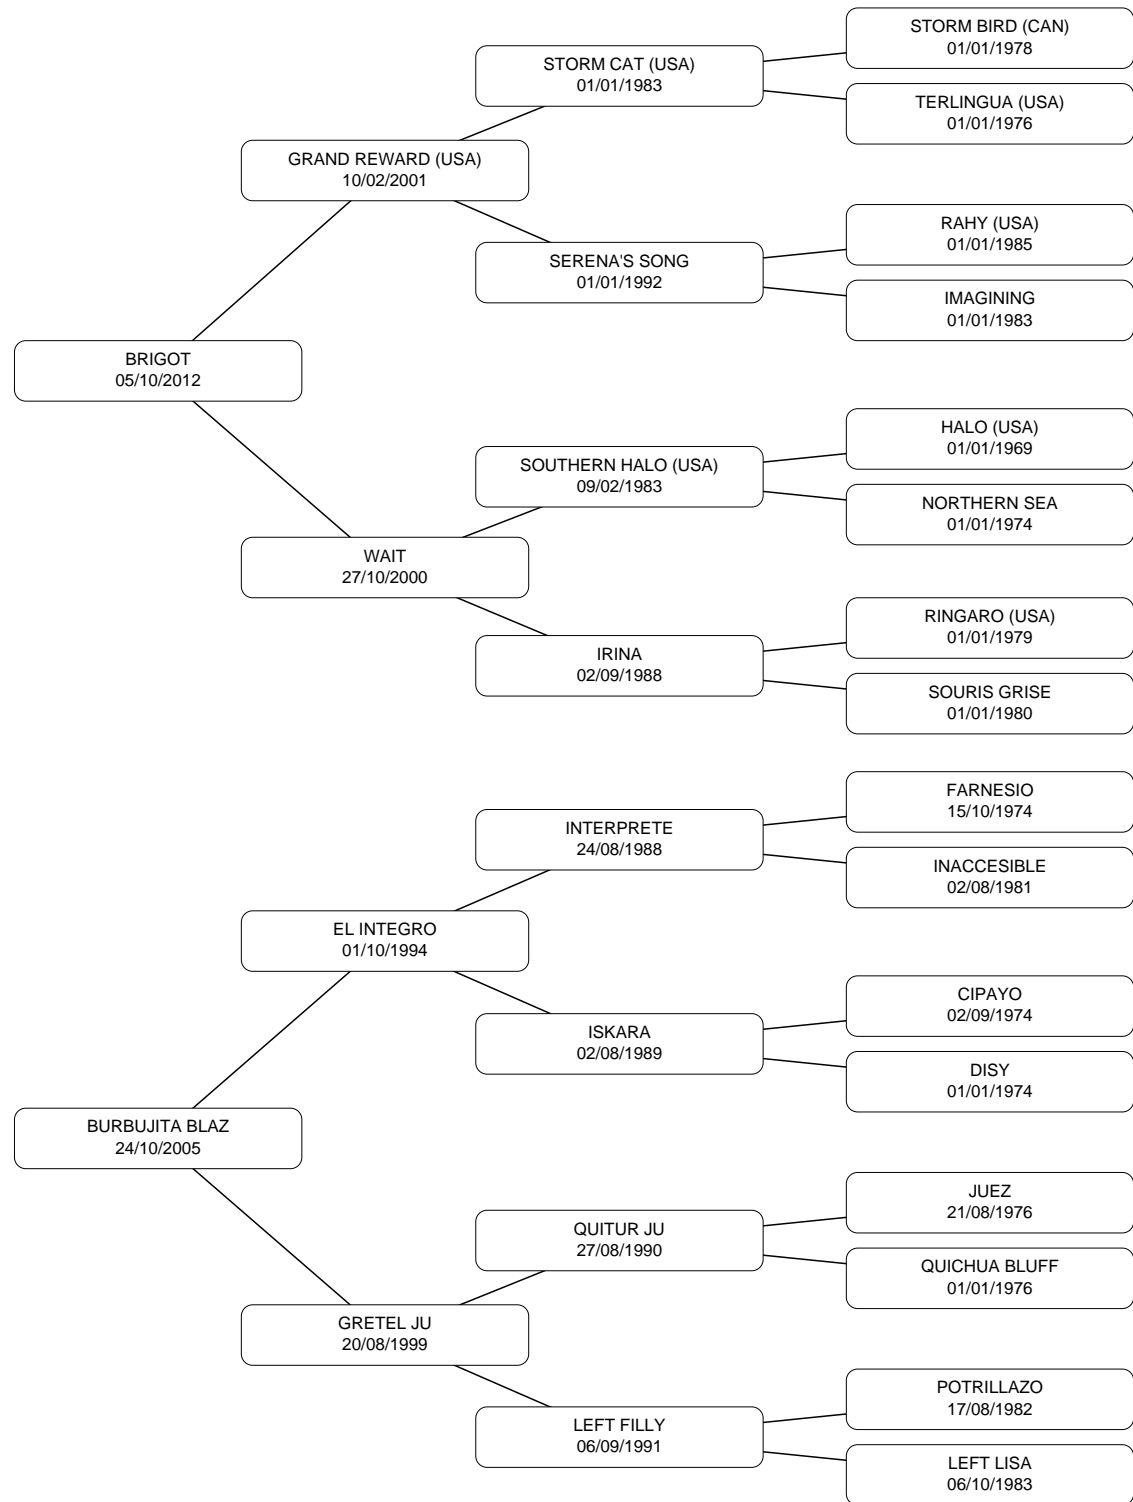 STORM BIRD (CAN)
01/01/1978
STORM CAT (USA)
01/01/1983
TERLINGUA (USA)
01/01/1976
GRAND REWARD (USA)
10/02/2001
RAHY (USA)
01/01/1985
SERENA'S SONG
01/01/1992
IMAGINING
01/01/1983
BRIGOT
05/10/2012
HALO (USA)
01/01/1969
SOUTHERN HALO (USA)
09/02/1983
NORTHERN SEA
01/01/1974
WAIT
27/10/2000
RINGARO (USA)
01/01/1979
IRINA
02/09/1988
SOURIS GRISE
01/01/1980
FARNESIO
15/10/1974
INTERPRETE
24/08/1988
INACCESIBLE
02/08/1981
EL INTEGRO
01/10/1994
CIPAYO
02/09/1974
ISKARA
02/08/1989
DISY
01/01/1974
BURBUJITA BLAZ
24/10/2005
JUEZ
21/08/1976
QUITUR JU
27/08/1990
QUICHUA BLUFF
01/01/1976
GRETEL JU
20/08/1999
POTRILLAZO
17/08/1982
LEFT FILLY
06/09/1991
LEFT LISA
06/10/1983